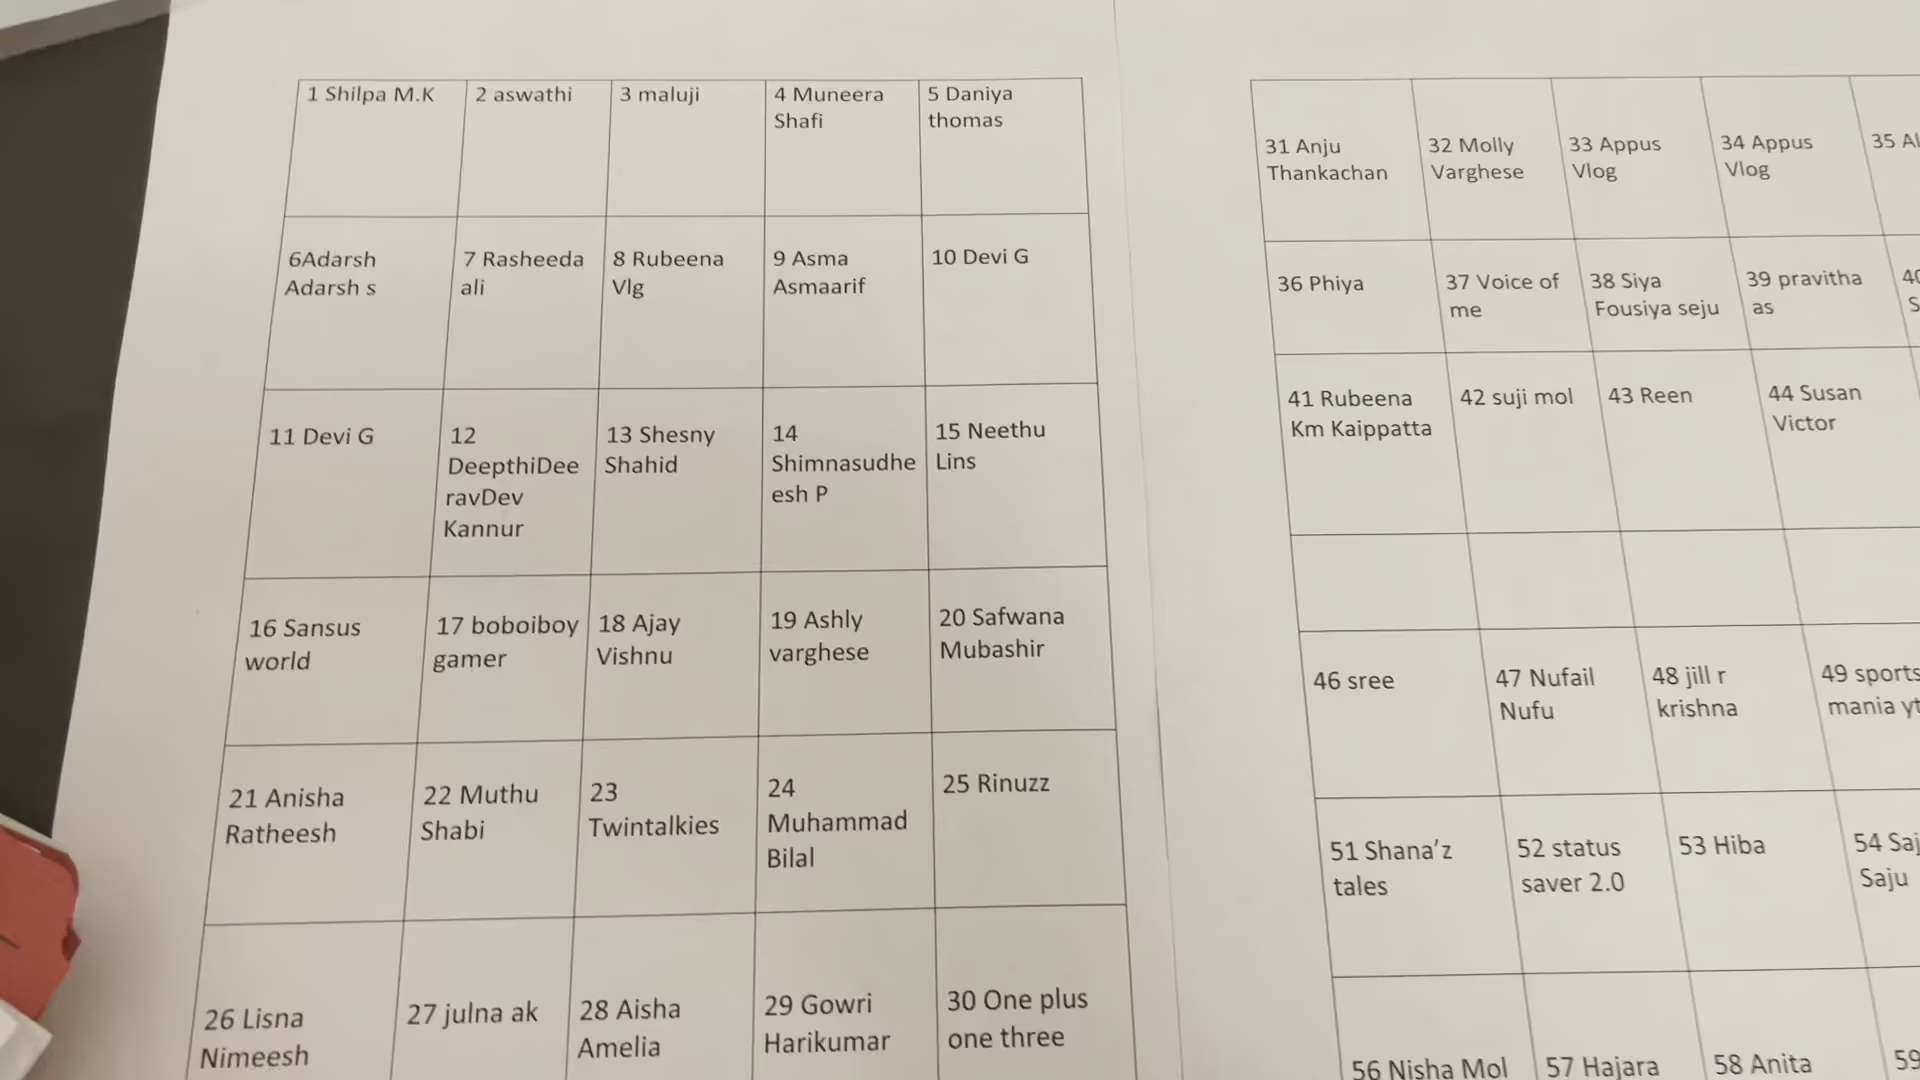 1 Shilpa M.K
2 aswathi
3 maluji
4 Muneera
Shafi
5 Daniya
thomas
6Adarsh
Adarsh s
7 Rasheeda
ali
8 Rubeena
Vlg
9 Asma
Asmaarif
10 Devi G
11 Devi G
12
DeepthiDee
ravDev
Kannur
13 Shesny
Shahid
14
Shimnasudhe
esh P
15 Neethu
Lins
16 Sansus
world
17 boboiboy
gamer
18 Ajay
Vishnu
19 Ashly
varghese
20 Safwana
Mubashir
21 Anisha
Ratheesh
22 Muthu
Shabi
23
Twintalkies
24
Muhammad
Bilal
25 Rinuzz
26 Lisna
Nimeesh
27 julna ak
28 Aisha
Amelia
29 Gowri
Harikumar
30 One plus
one three
31 Anju
Thankachan
32 Molly
Varghese
33 Appus
Vlog
34 Appus
Vlog
35
36 Phiya
37 Voice of
me
38 Siya
Fousiya seju
39 pravitha
as
41 Rubeena
Km Kaippatta
42 suji mol
43 Reen
44 Susan
Victor
46 sree
47 Nufail
Nufu
48 jill r
krishna
49 sports
mania yt
51 Shana’z
tales
52 status
saver 2.0
53 Hiba
54
Saju
56 Nisha Mol
57 Hajara
58 Anita
59